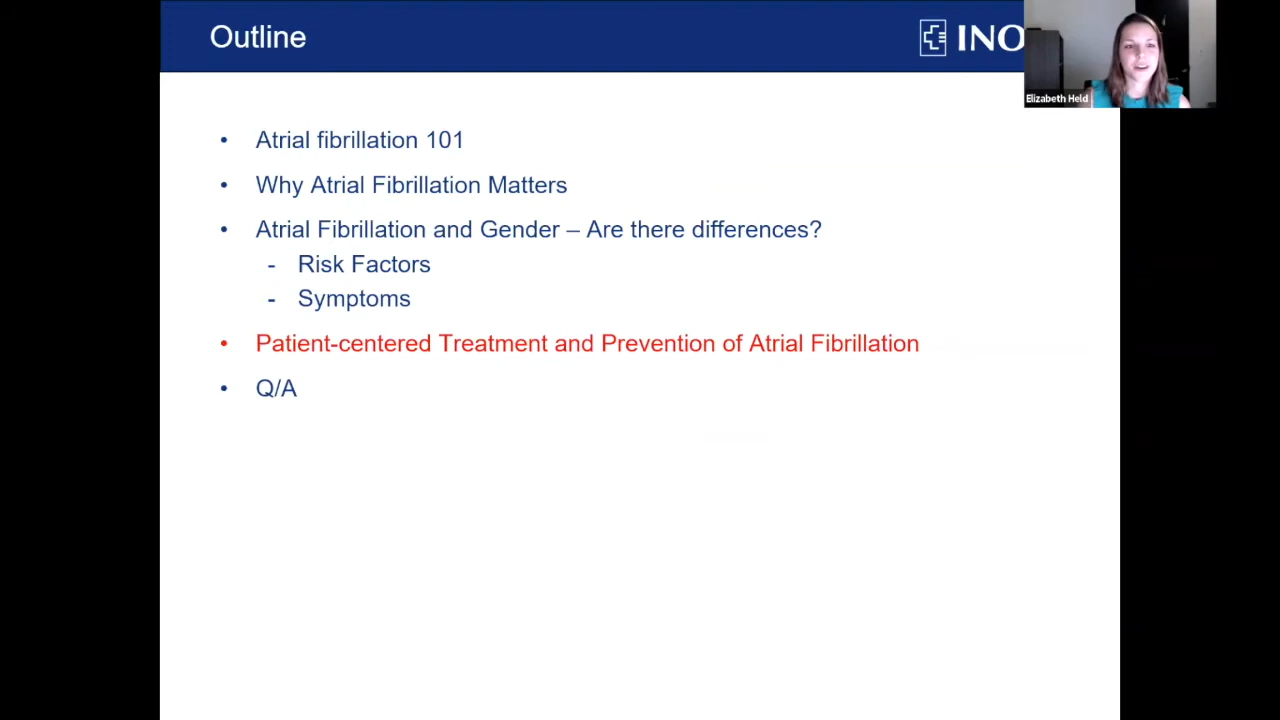 Outline
INO
Elizabeth Held
• Atrial fibrillation 101
• Why Atrial Fibrillation Matters
• Atrial Fibrillation and Gender – Are there differences?
- Risk Factors
- Symptoms
• Patient-centered Treatment and Prevention of Atrial Fibrillation
• Q/A